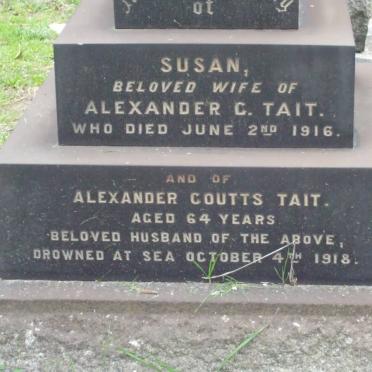 of
SUSAN,
BELOVED WIFE OF
ALEXANDER C. TAIT.
WHO DIED JUNE 2ND 1916.
AND OF
ALEXANDER COUTTS TAIT.
AGED 64 YEARS
BELOVED HUSBAND OF THE ABOVE,
DROWNED AT SEA OCTOBER 4TH 1918.